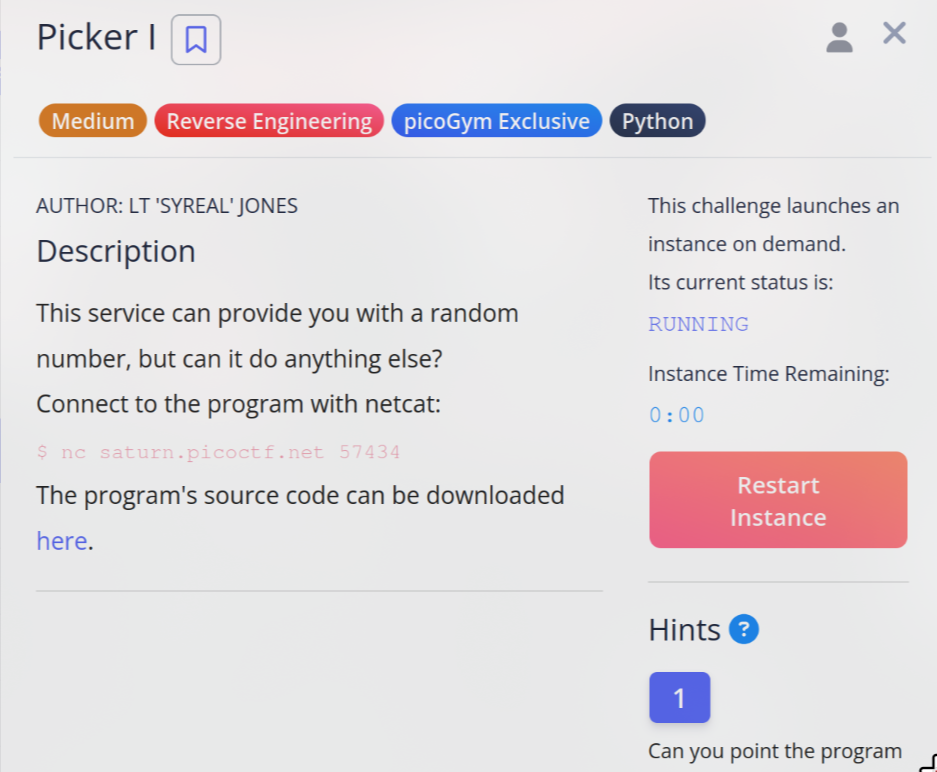 Picker I
Medium Reverse Engineering picoGym Exclusive Python
AUTHOR: LT 'SYREAL' JONES
Description
This service can provide you with a random
number, but can it do anything else?
Connect to the program with netcat:
$ nc saturn.picoctf.net 57434
The program's source code can be downloaded
here.
This challenge launches an
instance on demand.
Its current status is:
RUNNING
Instance Time Remaining:
0:00
Restart
Instance
Hints ?
1
Can you point the program